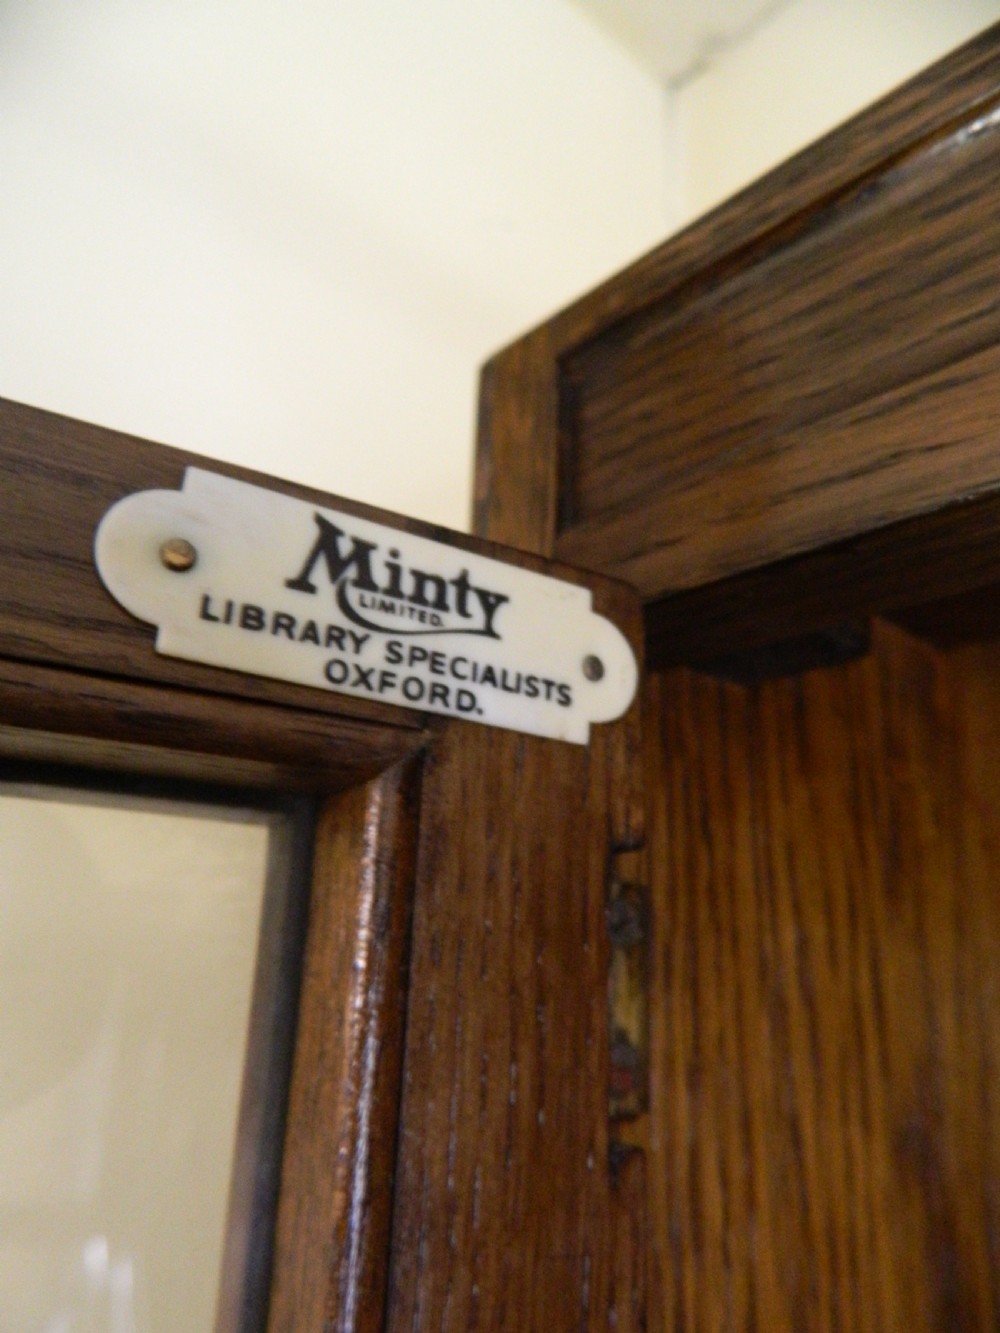 Minty
LIMITED.
LIBRARY SPECIALISTS
OXFORD.